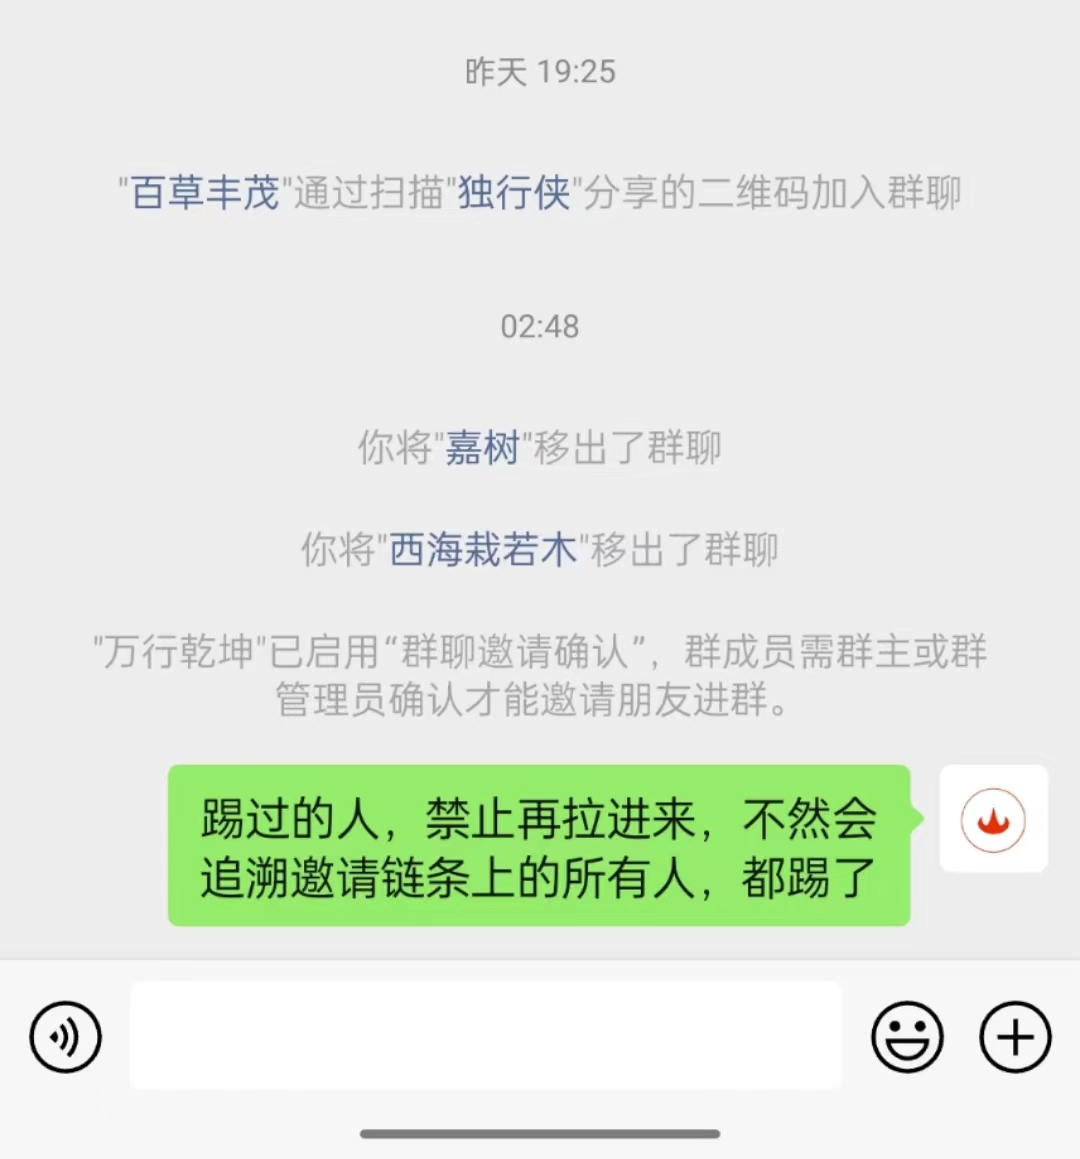 昨天 19:25
"百草丰茂"通过扫描"独行侠"分享的二维码加入群聊
02:48
你将"嘉树"移出了群聊
你将"西海栽若木"移出了群聊
"万行乾坤"已启用“群聊邀请确认”，群成员需群主或群
管理员确认才能邀请朋友进群。
踢过的人，禁止再拉进来，不然会
追溯邀请链条上的所有人，都踢了